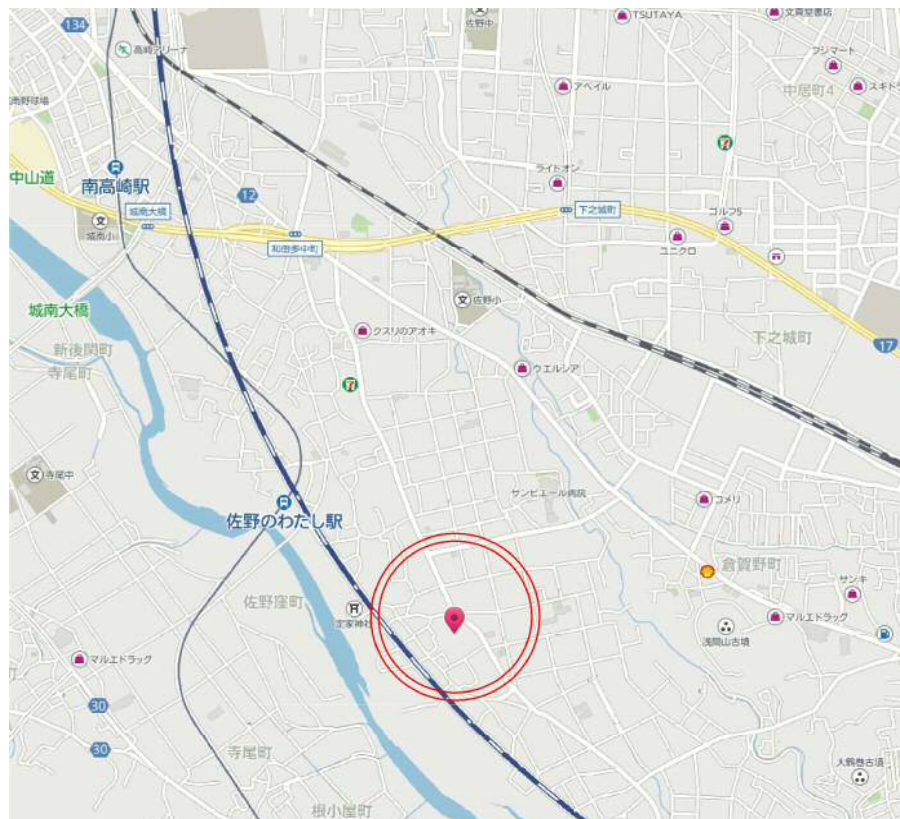 134
佐野中
TSUTAYA
文真堂書店
高崎アリーナ
フジマート
アベイル
中居町4
スキドラ
野球場
7
中山道
南高崎駅
ライトオン
12
城南大橋
下之城町
ゴルフ5
城南小
和田多中町
ユニクロ
佐野小
城南大橋
クスリのアオキ
下之城町
17
新後閑町
寺尾町
ウエルシア
7
寺尾中
サンピエール病院
コメリ
佐野のわたし駅
倉賀野町
サンキ
佐野窪町
定家神社
マルエドラッグ
浅間山古墳
マルエドラッグ
30
30
寺尾町
大鶴巻古墳
根小屋町